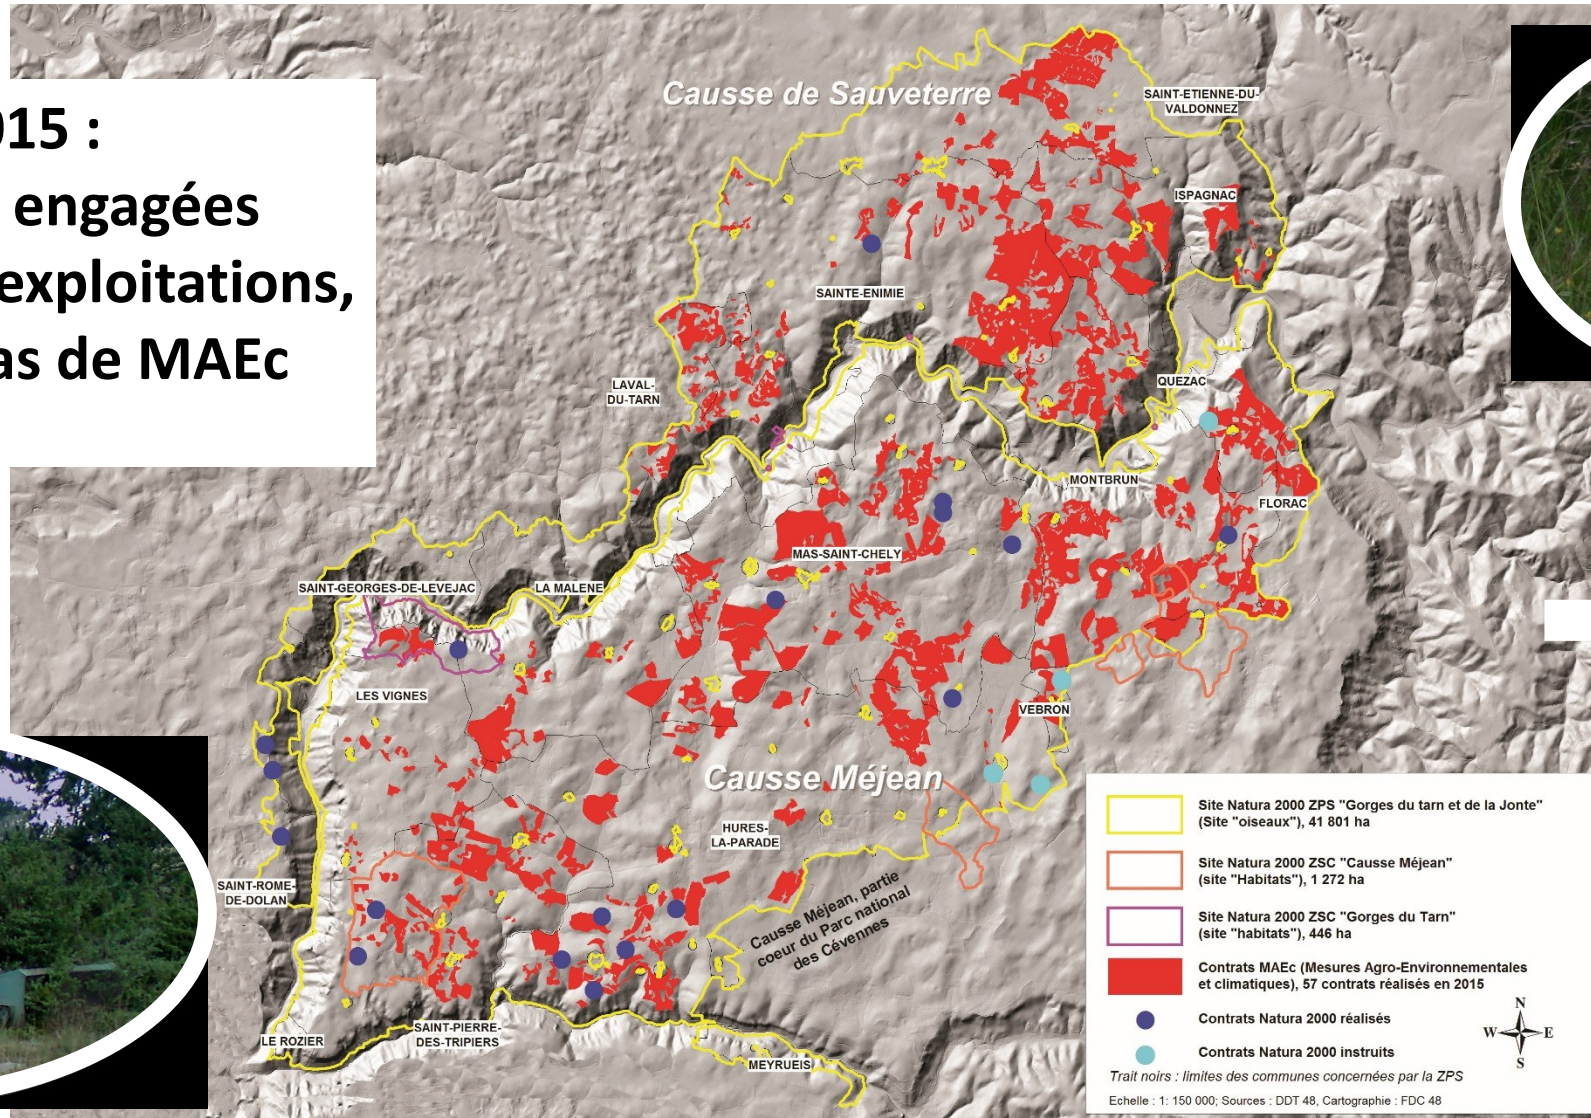 015 :
engagées
exploitations,
as de MAEc
Causse de Sauveterre
SAINT-ETIENNE-DU-
VALDONNEZ
ISPAGNAC
SAINTE-ENIMIE
LAVAL-
DU-TARN
QUEZAC
MONTBRUN
FLORAC
MAS-SAINT-CHELY
SAINT-GEORGES-DE-LEVEJAC
LA MALENE
LES VIGNES
VEBRON
Causse Méjean
HURES-
LA-PARADE
SAINT-ROME-
DE-DOLAN
Causse Méjean, partie
coeur du Parc national
des Cévennes
LE ROZIER
SAINT-PIERRE-
DES-TRIPIERS
MEYRUEIS
Site Natura 2000 ZPS "Gorges du tarn et de la Jonte"
(Site "oiseaux"), 41 801 ha
Site Natura 2000 ZSC "Causse Méjean"
(site "Habitats"), 1 272 ha
Site Natura 2000 ZSC "Gorges du Tarn"
(site "habitats"), 446 ha
Contrats MAEc (Mesures Agro-Environnementales
et climatiques), 57 contrats réalisés en 2015
Contrats Natura 2000 réalisés
Contrats Natura 2000 instruits
N
W E
S
Trait noirs : limites des communes concernées par la ZPS
Echelle : 1: 150 000; Sources : DDT 48, Cartographie : FDC 48